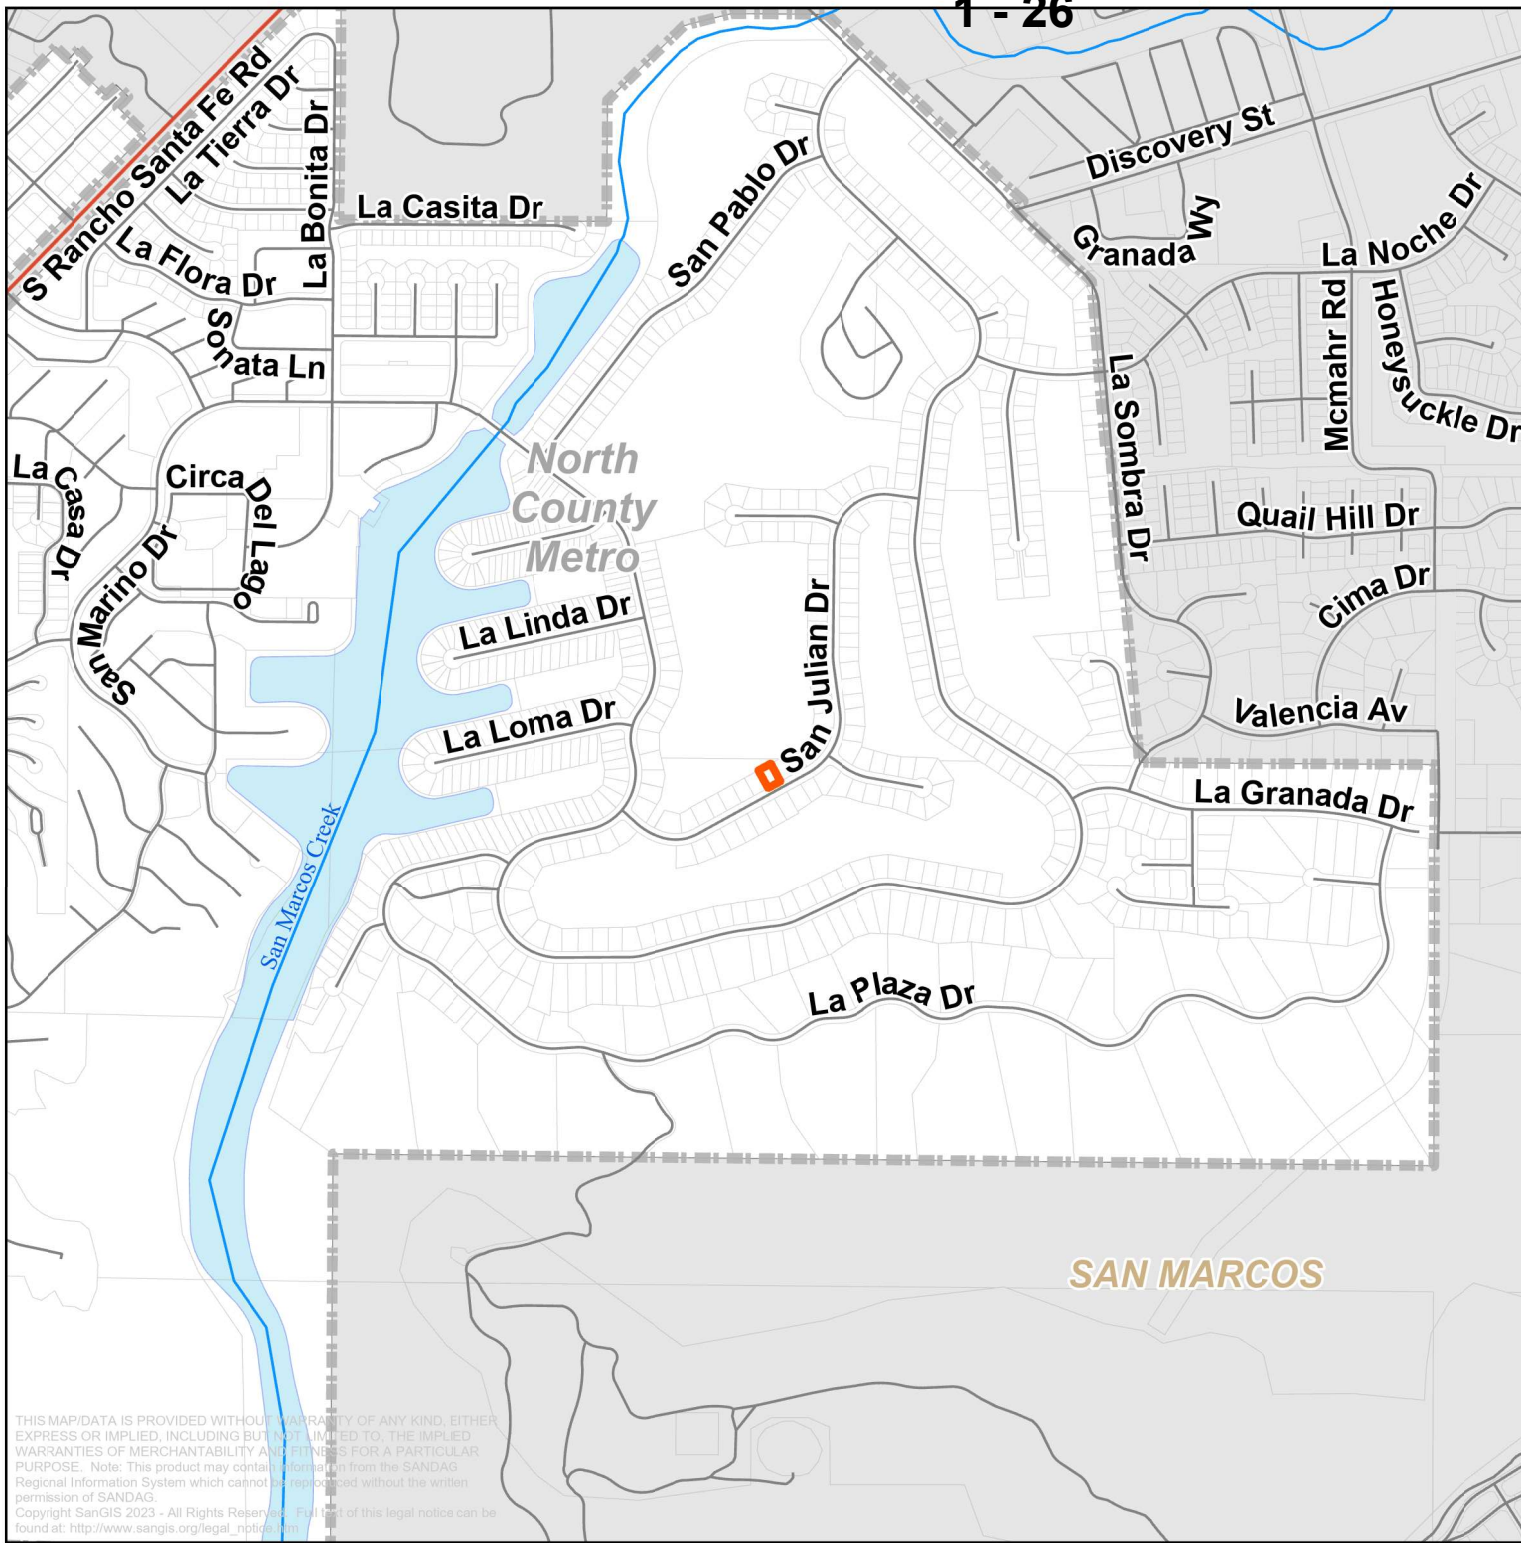 1 - 26
S Rancho Santa Fe Rd
La Tierra Dr
La Bonita Dr
La Casita Dr
San Pablo Dr
Discovery St
Granada Wy
La Noche Dr
La Flora Dr
Sonata Ln
Mcmahr Rd
Honeysuckle Dr
La Sombra Dr
La Casa Dr
Circa Del Lago
North
County
Metro
Quail Hill Dr
San Marino Dr
La Linda Dr
San Julian Dr
Cima Dr
La Loma Dr
Valencia Av
La Granada Dr
San Marcos Creek
La Plaza Dr
SAN MARCOS
THIS MAP/DATA IS PROVIDED WITHOUT WARRANTY OF ANY KIND, EITHER
EXPRESS OR IMPLIED, INCLUDING BUT NOT LIMITED TO, THE IMPLIED
WARRANTIES OF MERCHANTABILITY AND FITNESS FOR A PARTICULAR
PURPOSE. Note: This product may contain information from the SANDAG
Regional Information System which cannot be reproduced without the written
permission of SANDAG.
Copyright SanGIS 2023 - All Rights Reserved. Full text of this legal notice can be
found at: http://www.sangis.org/legal_notice.htm